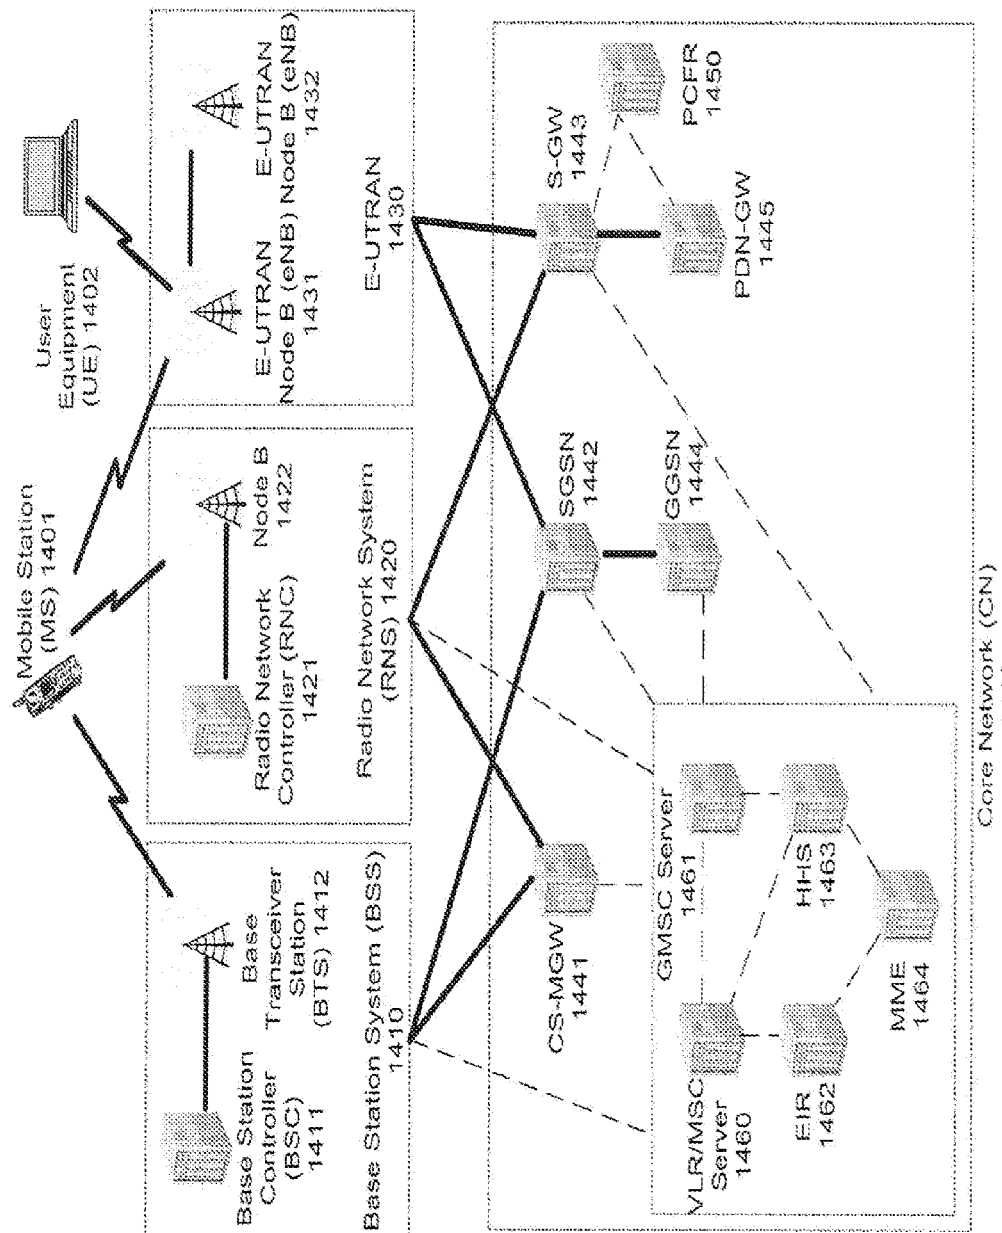 Mobile Station
(MS) 1401
User
Equipment
(UE) 1402
Base Station
Controller
(BSC)
1411
Base
Transceiver
Station
(BTS) 1412
Base Station System (BSS)
1410
Radio Network
Controller (RNC)
1421
Node B
1422
Radio Network System
(RNS) 1420
E-UTRAN
Node B (eNB)
1431
E-UTRAN
Node B (eNB)
1432
E-UTRAN
1430
CS-MGW
1441
SGSN
1442
S-GW
1443
GGSN
1444
PDN-GW
1445
PCFR
1450
VLR/MSC
Server
1460
GMSC Server
1461
EIR
1462
HHS
1463
MME
1464
Core Network (CN)